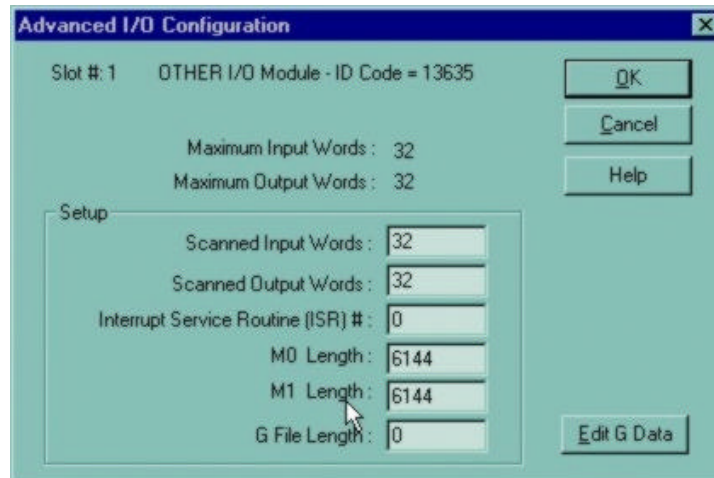 Advanced I/O Configuration
Slot #: 1 OTHER I/O Module - ID Code = 13635
OK
Cancel
Help
Maximum Input Words : 32
Maximum Output Words : 32
Setup
Scanned Input Words : 32
Scanned Output Words : 32
Interrupt Service Routine (ISR) # : 0
M0 Length : 6144
M1 Length : 6144
G File Length : 0
Edit G Data